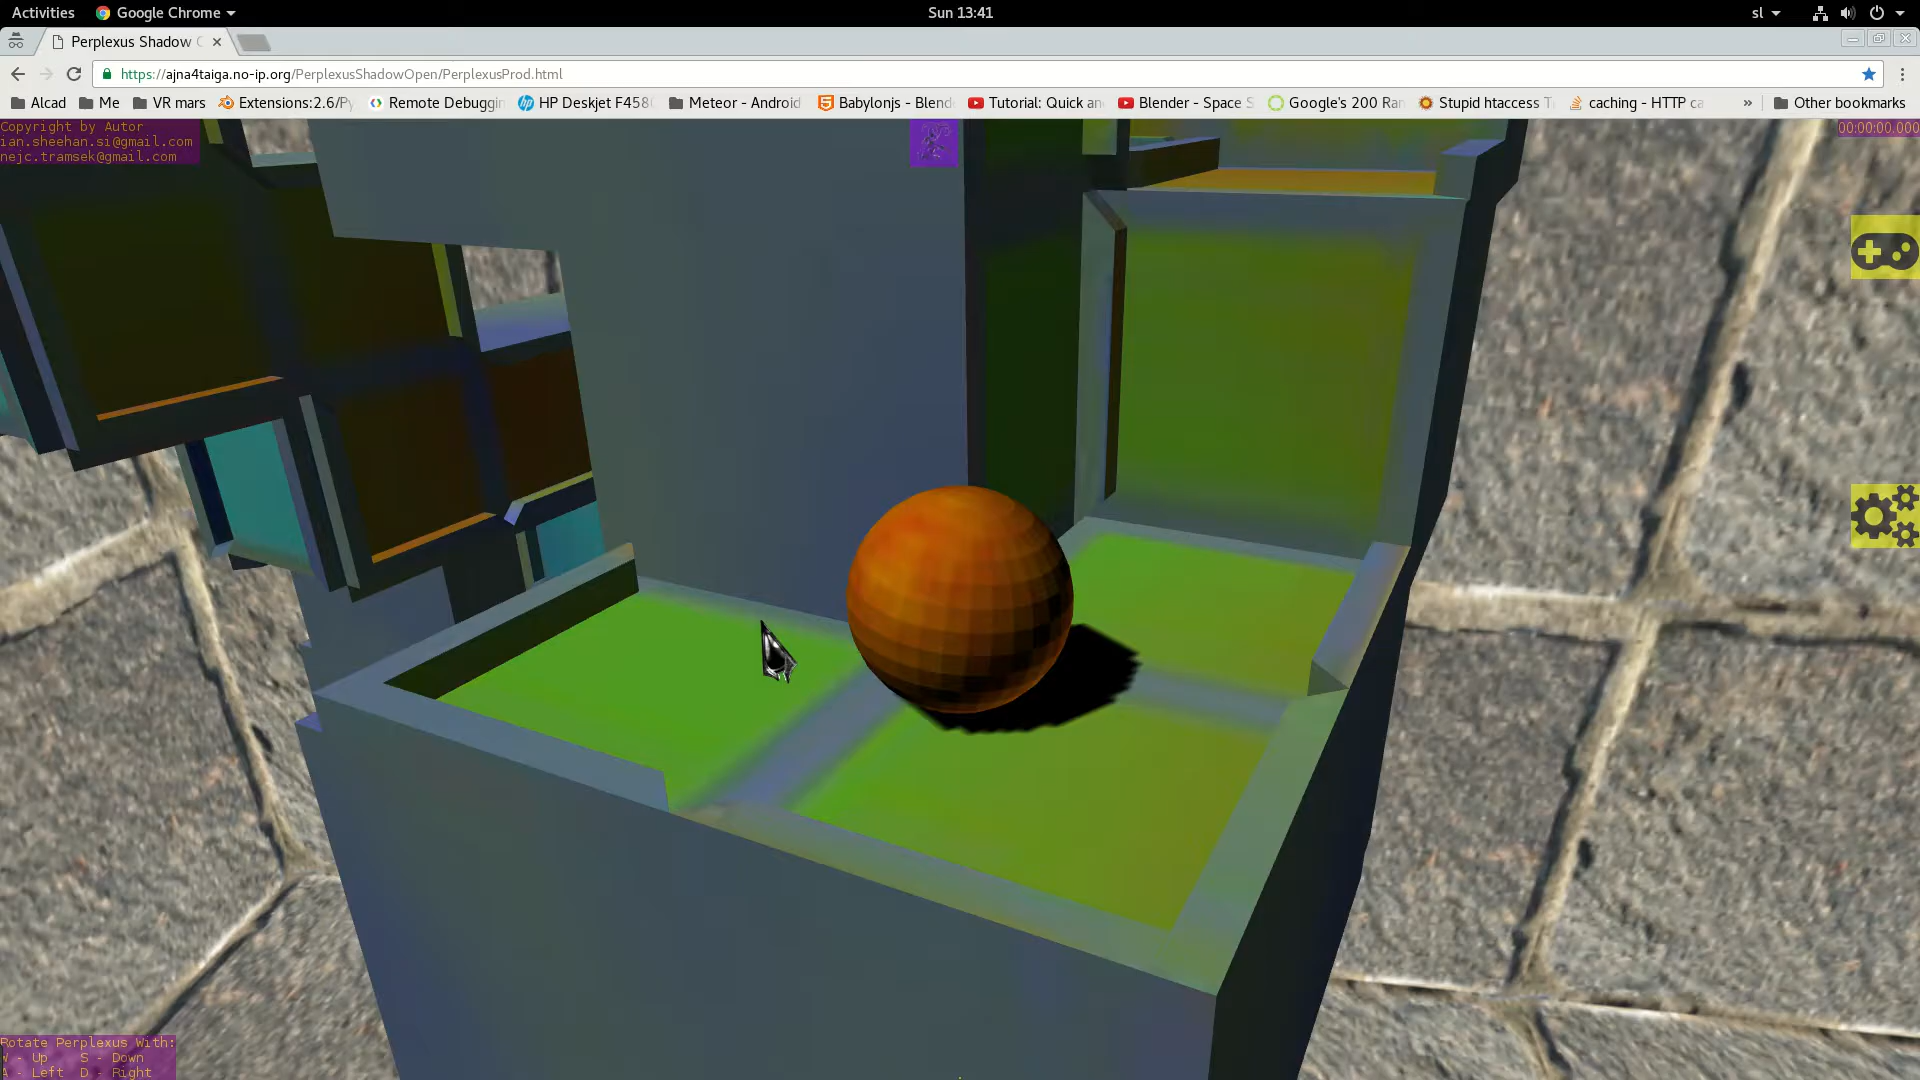 Activities Google Chrome Sun 13:41 sl
Perplexus Shadow
https://ajna4taiga.no-ip.org/PerplexusShadowOpen/PerplexusProd.html
Alcad Me VR mars Extensions:2.6/Py Remote Debuggin HP Deskjet F458 Meteor - Android Babylonjs - Blend Tutorial: Quick an Blender - Space S Google's 200 Ran Stupid htaccess T caching - HTTP ca » Other bookmarks
Copyright by Autor
ian.sheehan.si@gmail.com
nejc.tramsek@gmail.com
00:00:00.000
Rotate Perplexus With:
W - Up S - Down
A - Left D - Right